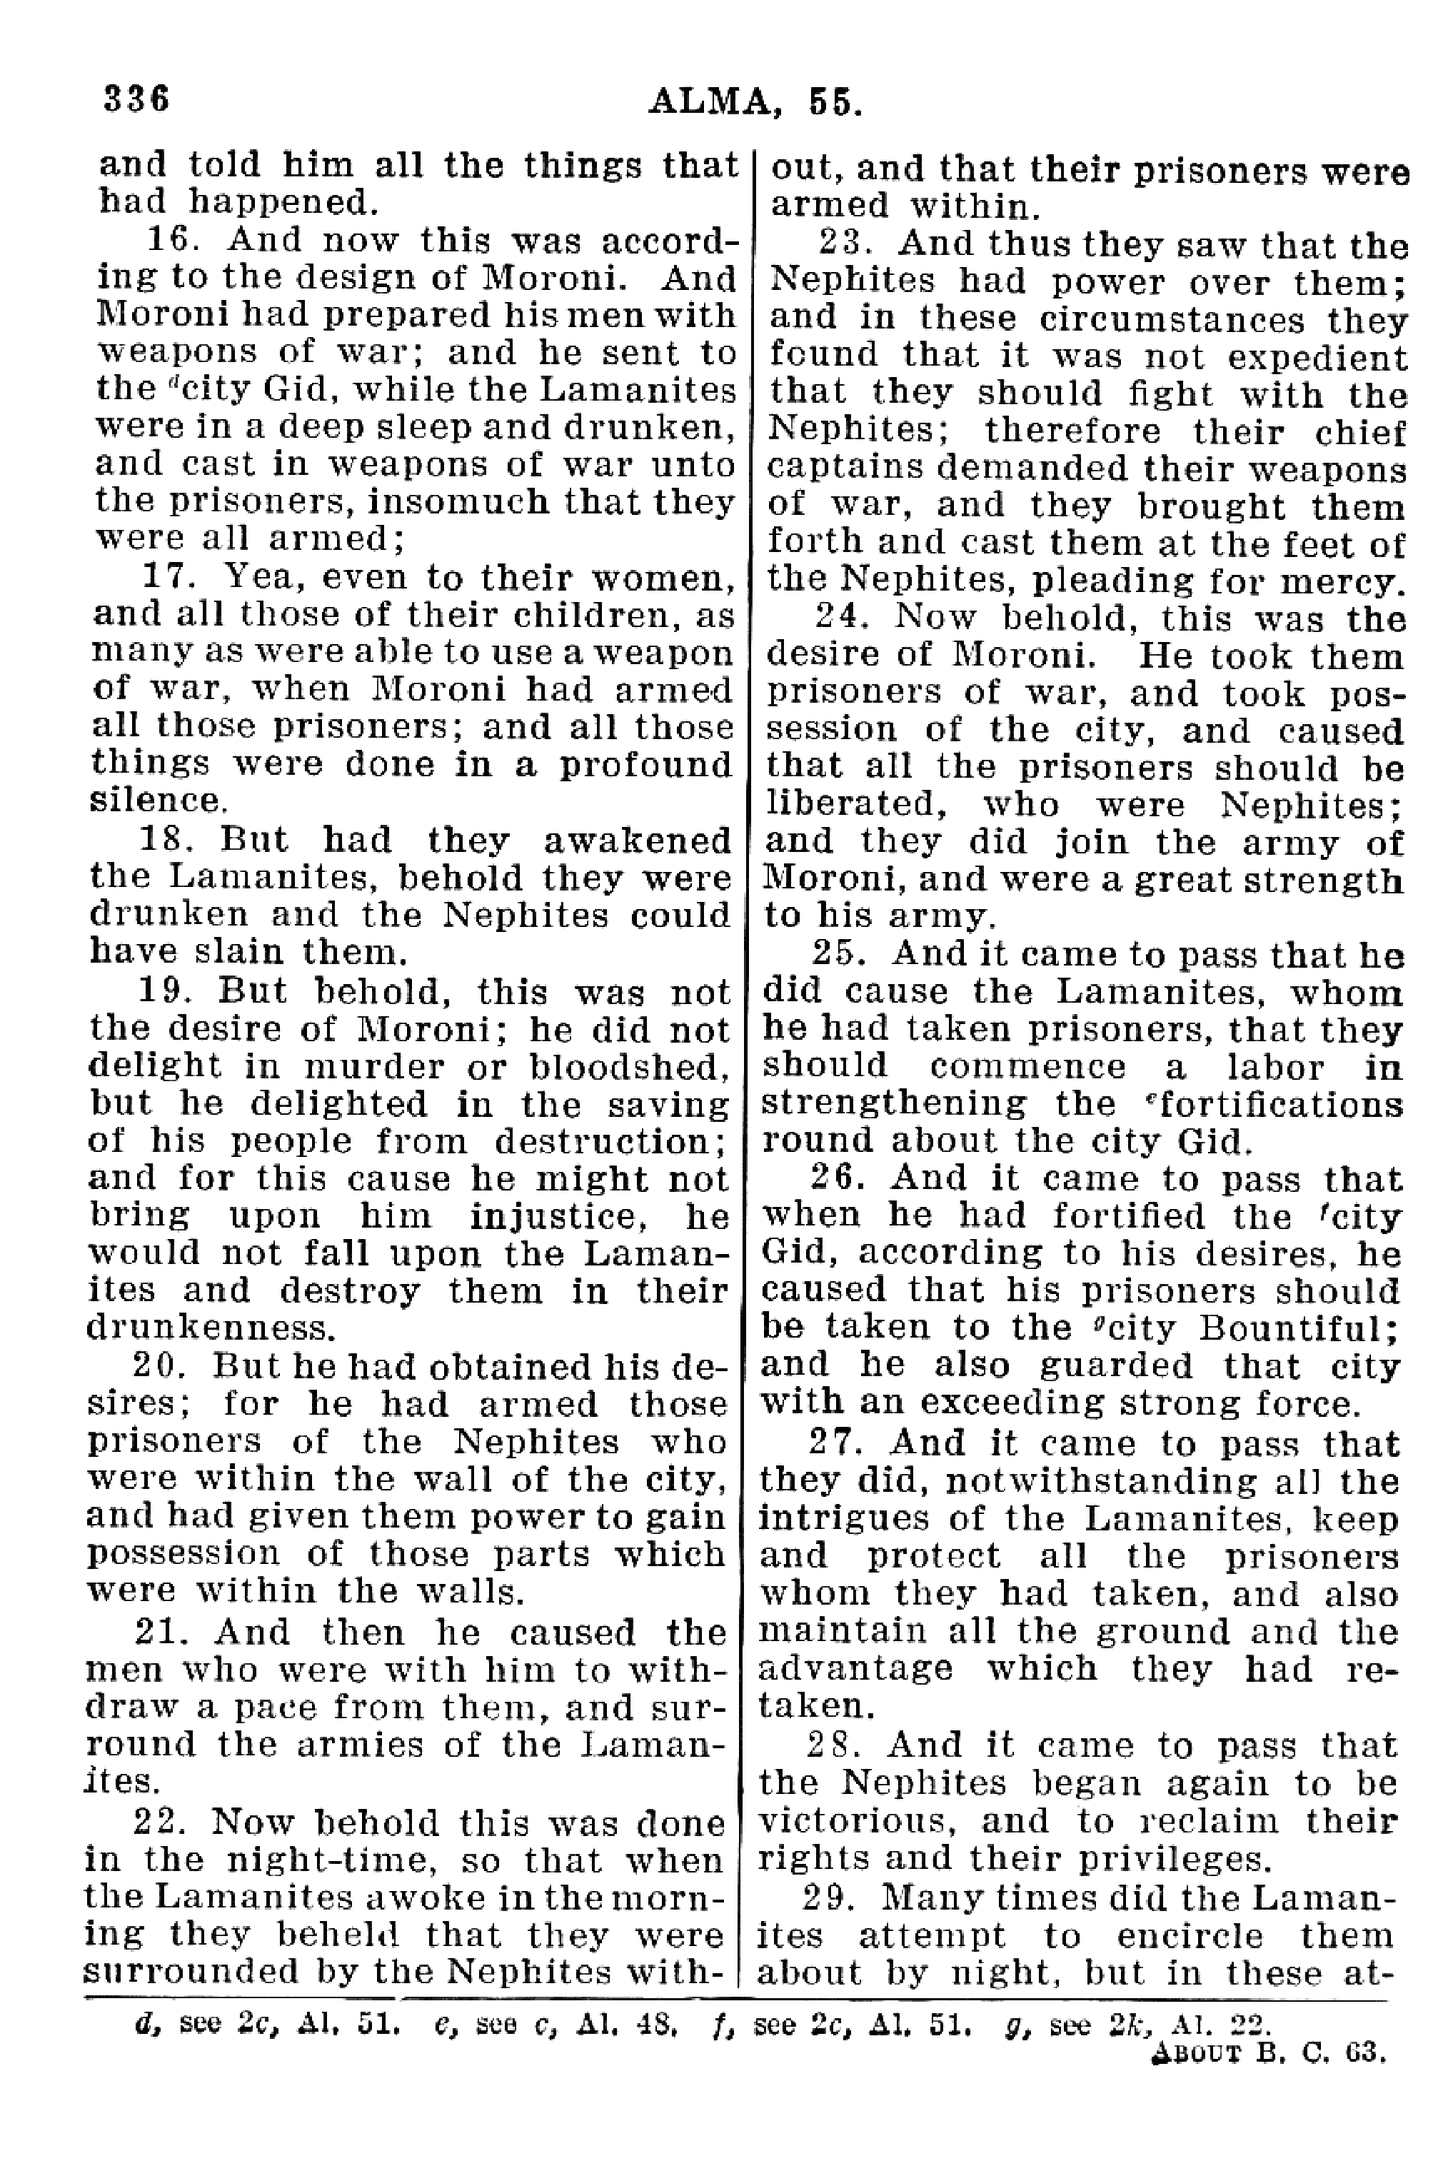 336
ALMA, 55.
and told him all the things that
had happened.
16. And now this was accord-
ing to the design of Moroni. And
Moroni had prepared his men with
weapons of war; and he sent to
the dcity Gid, while the Lamanites
were in a deep sleep and drunken,
and cast in weapons of war unto
the prisoners, insomuch that they
were all armed;
17. Yea, even to their women,
and all those of their children, as
many as were able to use a weapon
of war, when Moroni had armed
all those prisoners; and all those
things were done in a profound
silence.
18. But had they awakened
the Lamanites, behold they were
drunken and the Nephites could
have slain them.
19. But behold, this was not
the desire of Moroni; he did not
delight in murder or bloodshed,
but he delighted in the saving
of his people from destruction;
and for this cause he might not
bring upon him injustice, he
would not fall upon the Laman-
ites and destroy them in their
drunkenness.
20. But he had obtained his de-
sires; for he had armed those
prisoners of the Nephites who
were within the wall of the city,
and had given them power to gain
possession of those parts which
were within the walls.
21. And then he caused the
men who were with him to with-
draw a pace from them, and sur-
round the armies of the Laman-
ites.
22. Now behold this was done
in the night-time, so that when
the Lamanites awoke in the morn-
ing they beheld that they were
surrounded by the Nephites with-
out, and that their prisoners were
armed within.
23. And thus they saw that the
Nephites had power over them;
and in these circumstances they
found that it was not expedient
that they should fight with the
Nephites; therefore their chief
captains demanded their weapons
of war, and they brought them
forth and cast them at the feet of
the Nephites, pleading for mercy.
24. Now behold, this was the
desire of Moroni. He took them
prisoners of war, and took pos-
session of the city, and caused
that all the prisoners should be
liberated, who were Nephites;
and they did join the army of
Moroni, and were a great strength
to his army.
25. And it came to pass that he
did cause the Lamanites, whom
he had taken prisoners, that they
should commence a labor in
strengthening the efortifications
round about the city Gid.
26. And it came to pass that
when he had fortified the fcity
Gid, according to his desires, he
caused that his prisoners should
be taken to the gcity Bountiful;
and he also guarded that city
with an exceeding strong force.
27. And it came to pass that
they did, notwithstanding all the
intrigues of the Lamanites, keep
and protect all the prisoners
whom they had taken, and also
maintain all the ground and the
advantage which they had re-
taken.
28. And it came to pass that
the Nephites began again to be
victorious, and to reclaim their
rights and their privileges.
29. Many times did the Laman-
ites attempt to encircle them
about by night, but in these at-
d, see 2c, Al. 51. e, see c, Al. 48. f, see 2c, Al. 51. g, see 2k, Al. 22.
ABOUT B. C. 63.